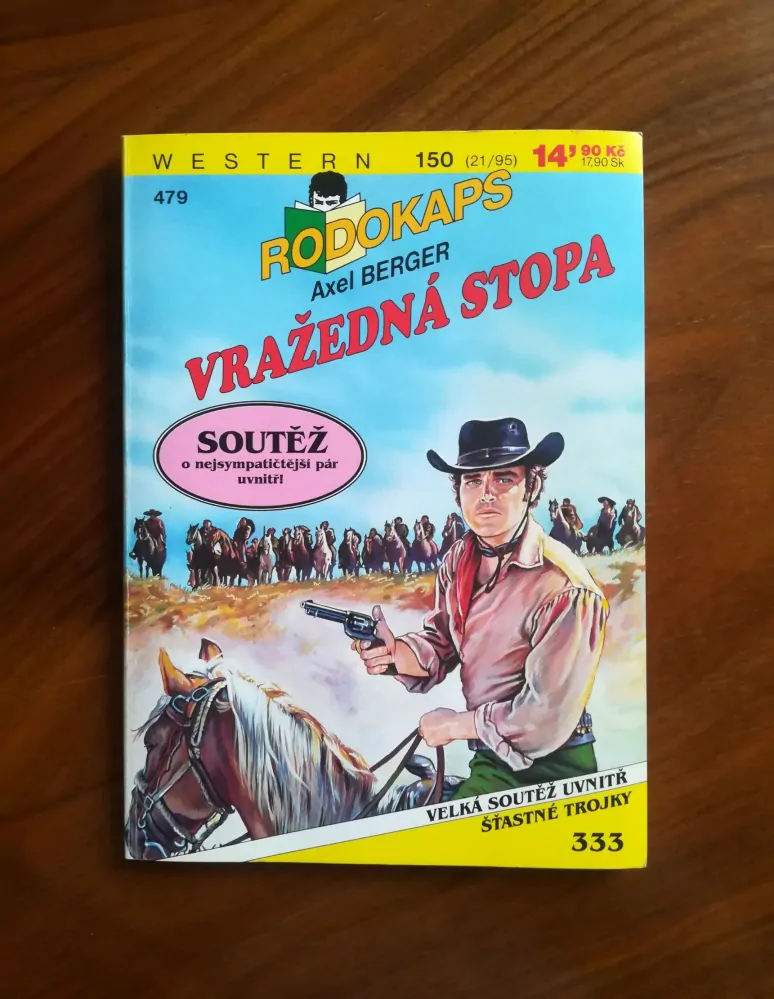 WESTERN 150 (21/95) 14,90 Kč
17,90 Sk
479
RODOKAPS
Axel BERGER
VRAŽEDNÁ STOPA
SOUTĚŽ
o nejsympatičtější pár
uvnitř!
VELKÁ SOUTĚŽ UVNITŘ
ŠŤASTNÉ TROJKY
333